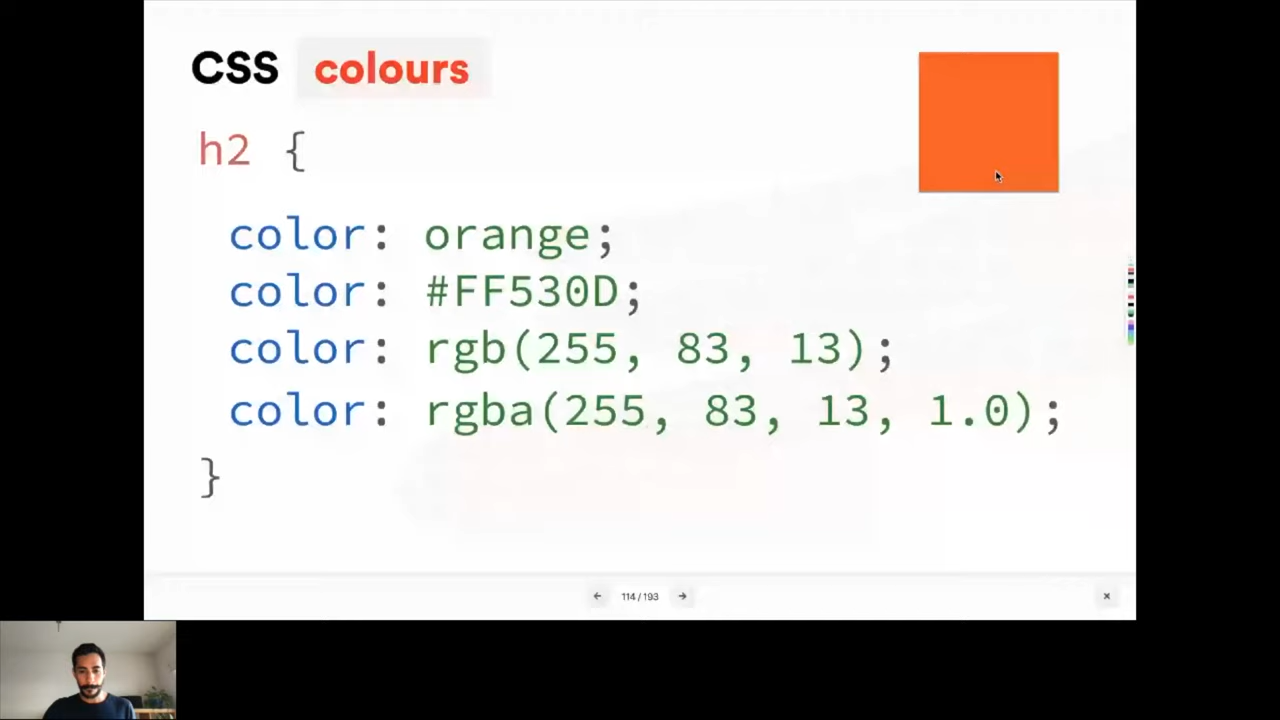 CSS colours
h2 {
color: orange;
color: #FF530D;
color: rgb(255, 83, 13);
color: rgba(255, 83, 13, 1.0);
}
← 114 / 193 → ×